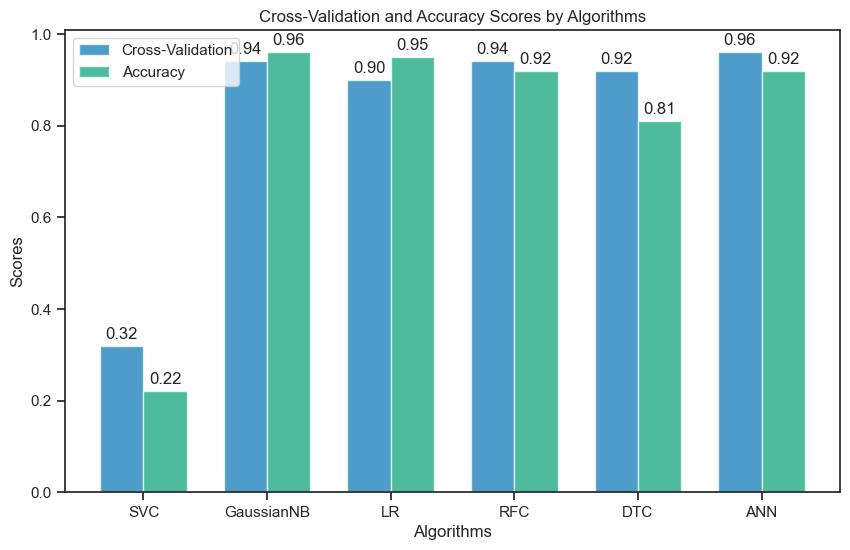 Cross-Validation and Accuracy Scores by Algorithms
Cross-Validation
Accuracy
1.0
0.8
0.6
0.4
0.2
0.0
Scores
0.32
0.22
0.94
0.96
0.90
0.95
0.94
0.92
0.92
0.81
0.96
0.92
SVC
GaussianNB
LR
RFC
DTC
ANN
Algorithms